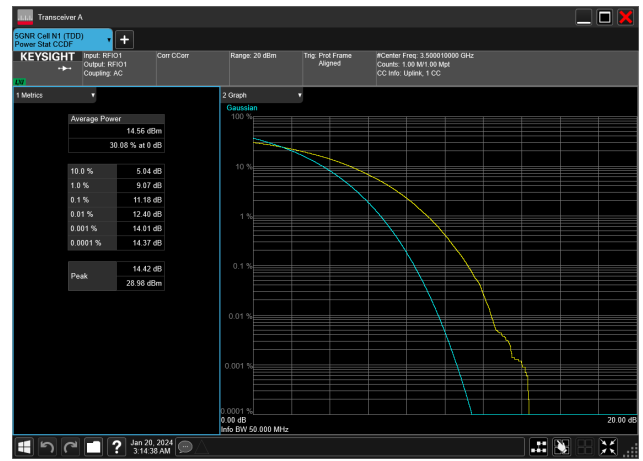 Transceiver A
5GNR Cell N1 (TDD)
Power Stat CCDF
KEYSIGHT
Input: RFIO1
Output: RFIO1
Coupling: AC
Corr CCorr
Range: 20 dBm
Trig: Prot Frame
Aligned
#Center Freq: 3.500010000 GHz
Counts: 1.00 M/1.00 Mpt
CC Info: Uplink, 1 CC
1 Metrics
Average Power
14.56 dBm
30.08 % at 0 dB
10.0 % 5.04 dB
1.0 % 9.07 dB
0.1 % 11.18 dB
0.01 % 12.40 dB
0.001 % 14.01 dB
0.0001 % 14.37 dB
Peak
14.42 dB
28.98 dBm
2 Graph
Gaussian
100 %
10 %
1 %
0.1 %
0.01 %
0.001 %
0.0001 %
0.00 dB
20.00 dB
Info BW 50.000 MHz
?
Jan 20, 2024
3:14:38 AM